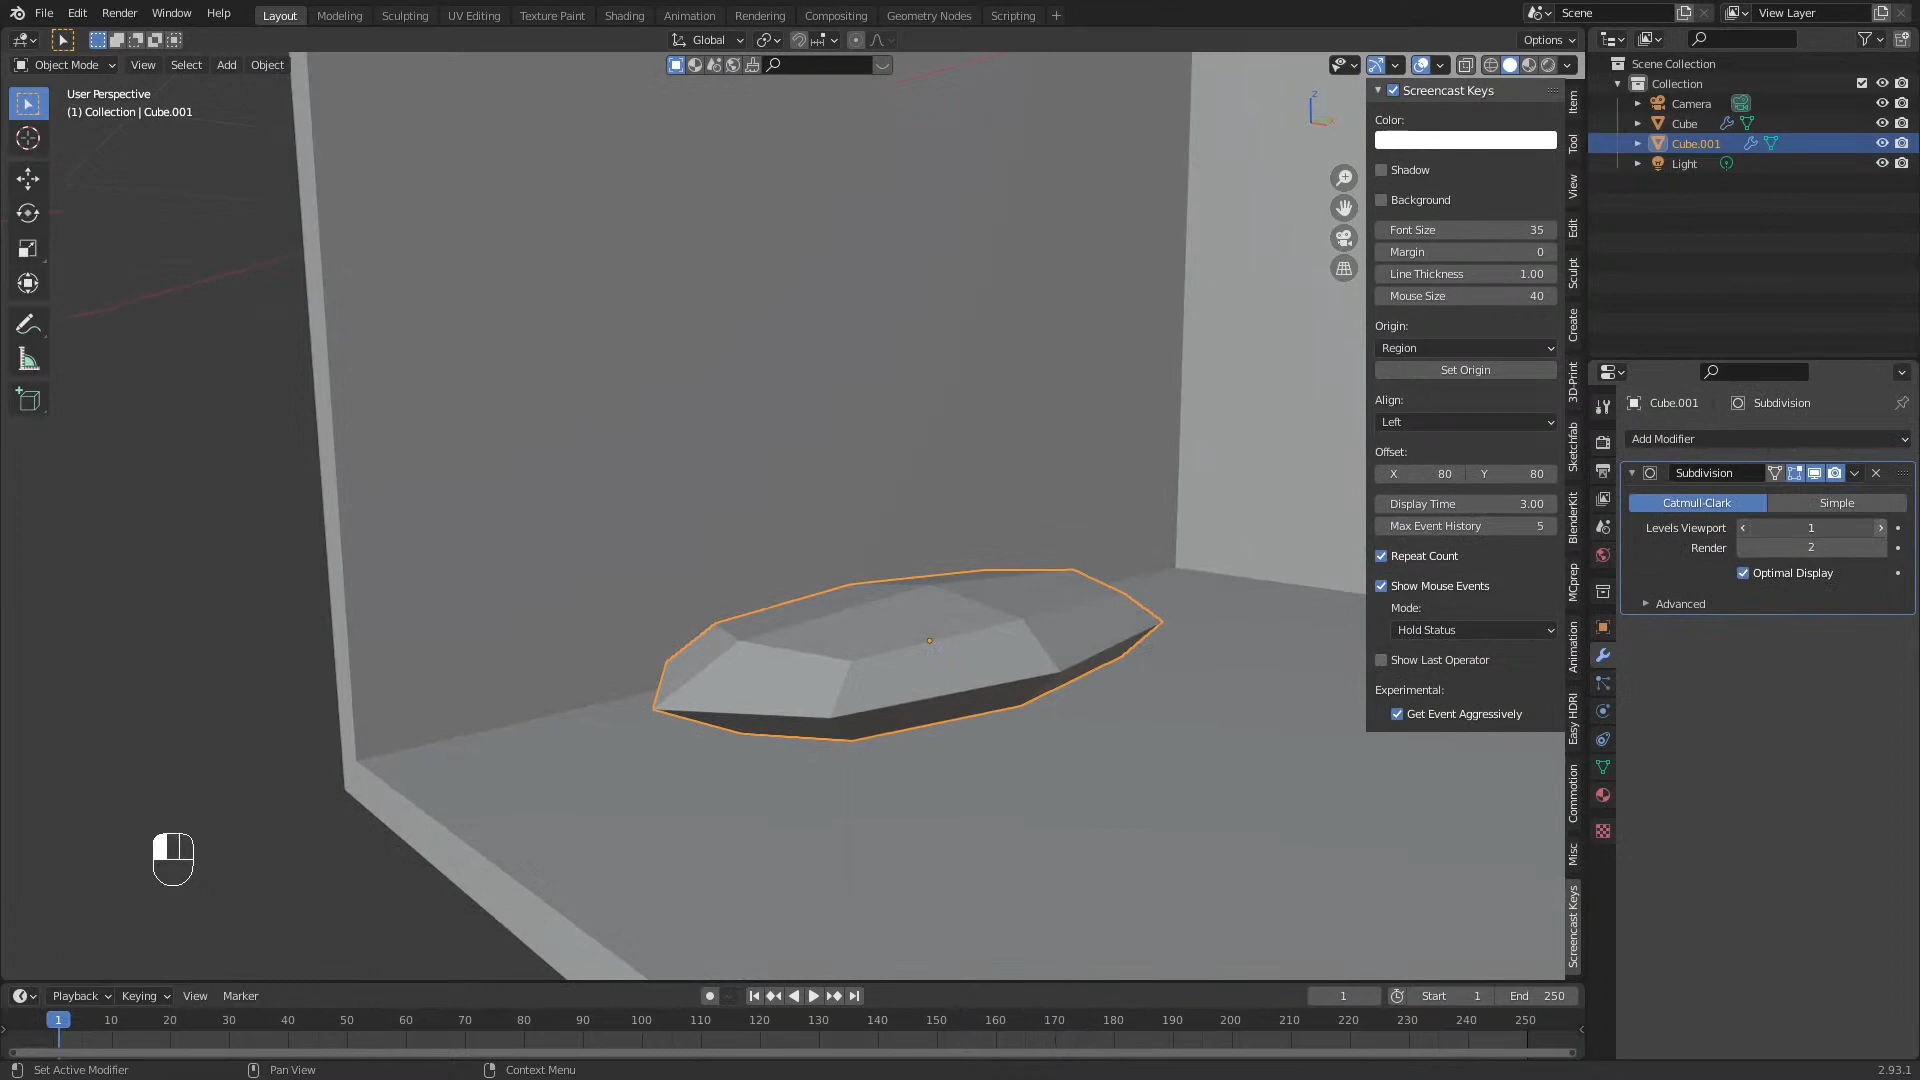 File Edit Render Window Help Layout Modeling Sculpting UV Editing Texture Paint Shading Animation Rendering Compositing Geometry Nodes Scripting + Scene View Layer
Global Options
Object Mode View Select Add Object
User Perspective
(1) Collection | Cube.001
Z
Screencast Keys
Color:
Shadow
Background
Font Size 35
Margin 0
Line Thickness 1.00
Mouse Size 40
Origin:
Region
Set Origin
Align:
Left
Offset:
X 80 Y 80
Display Time 3.00
Max Event History 5
Repeat Count
Show Mouse Events
Mode:
Hold Status
Show Last Operator
Experimental:
Get Event Aggressively
Item
Tool
View
Edit
Sculpt
Create
3D-Print
Sketchfab
BlenderKit
MCprep
Animation
Easy HDRI
Commotion
Misc
Screencast Keys
Scene Collection
Collection
Camera
Cube
Cube.001
Light
Cube.001 Subdivision
Add Modifier
Subdivision
Catmull-Clark Simple
Levels Viewport 1
Render 2
Optimal Display
Advanced
Playback Keying View Marker 1 Start 1 End 250
1 10 20 30 40 50 60 70 80 90 100 110 120 130 140 150 160 170 180 190 200 210 220 230 240 250
Set Active Modifier Pan View Context Menu 2.93.1